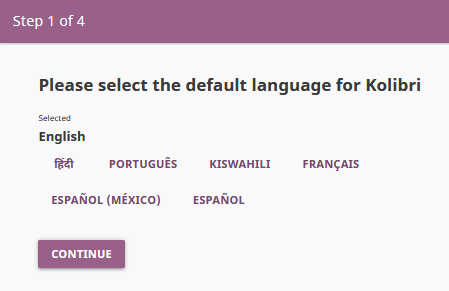 Step 1 of 4
Please select the default language for Kolibri
Selected
English
हिंदी PORTUGUÊS KISWAHILI FRANÇAIS
ESPAÑOL (MÉXICO) ESPAÑOL
CONTINUE